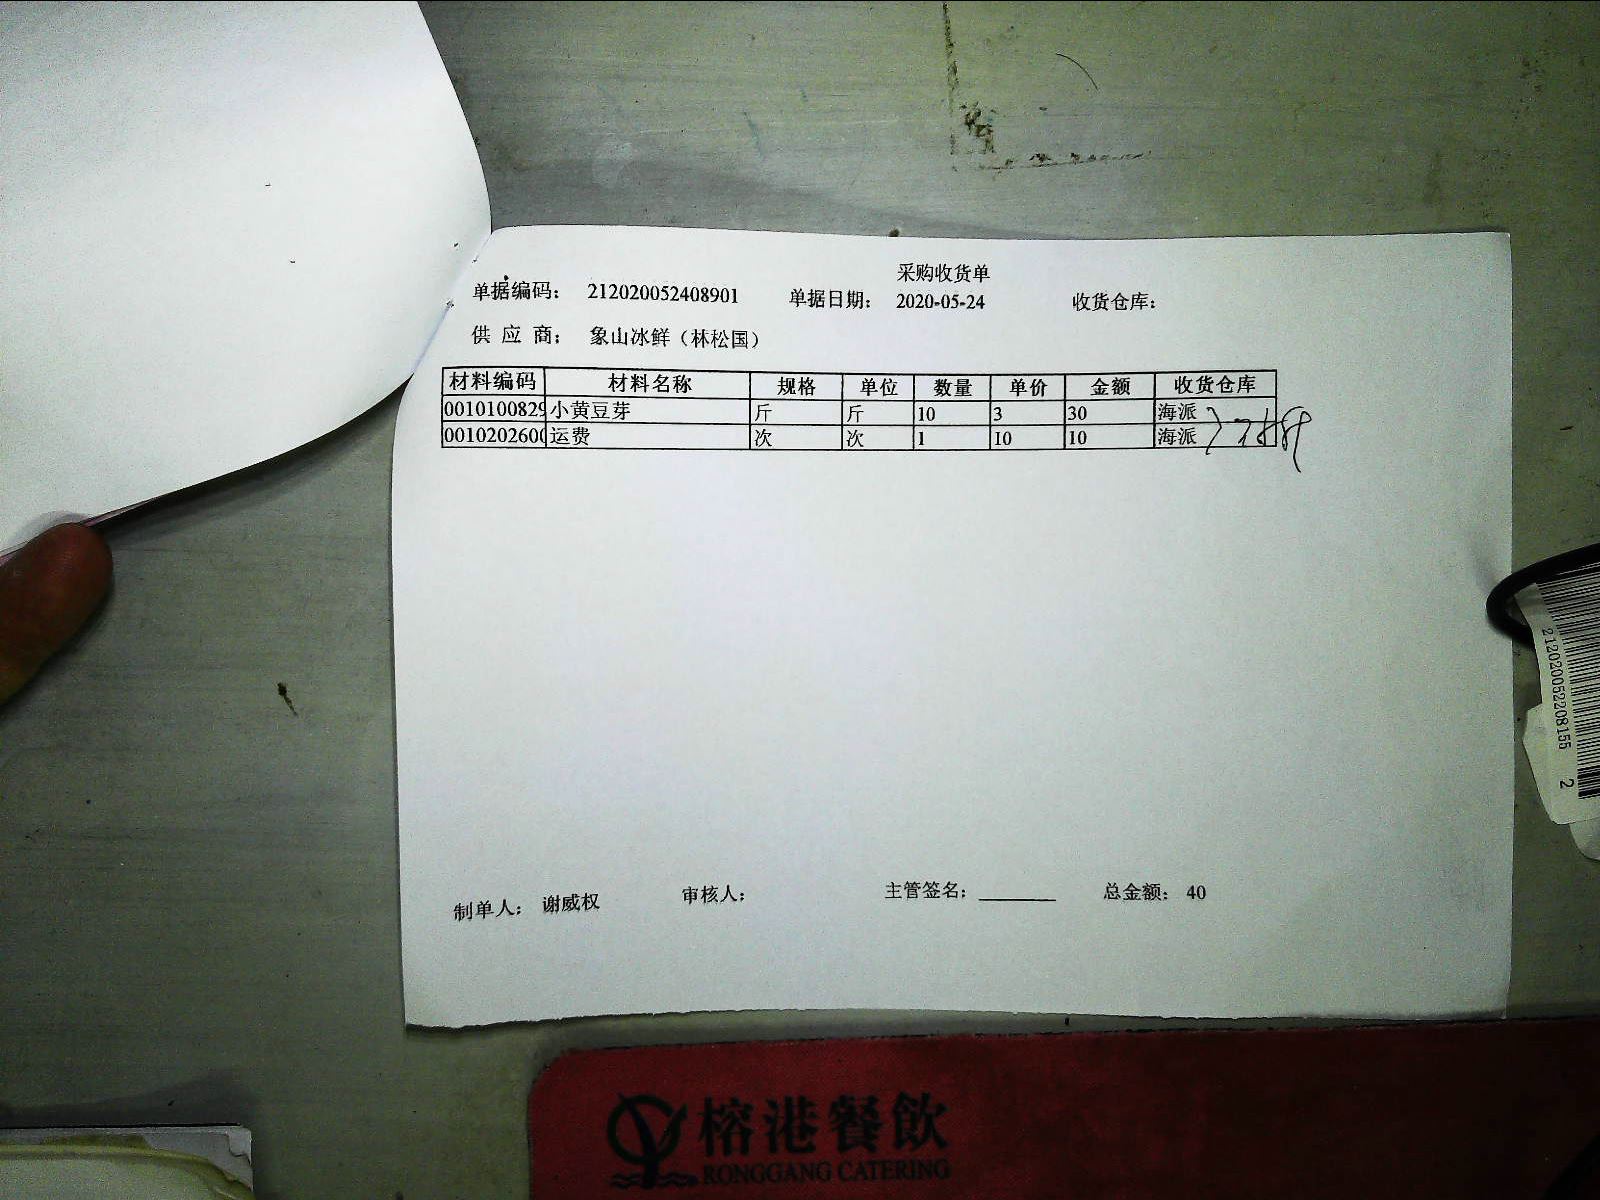 采购收货单
单据编码： 212020052408901 单据日期： 2020-05-24 收货仓库：
供 应 商： 象山冰鲜（林松国）
材料编码 材料名称 规格 单位 数量 单价 金额 收货仓库
0010100829 小黄豆芽 斤 斤 10 3 30 海派
001020260 运费 次 次 1 10 10 海派
制单人： 谢威权 审核人： 主管签名： 总金额： 40
212020052208155 2
榕港餐飲
RONGGANG CATERING